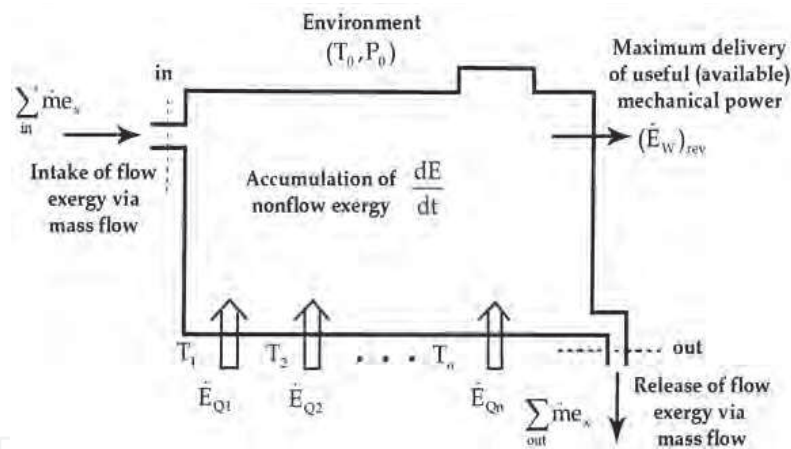 Environment
(T₀,P₀)
Maximum delivery
of useful (available)
mechanical power
(Ė_W)_rev
in
∑ ṁeₓ
in
Intake of flow
exergy via
mass flow
Accumulation of dE/dt
nonflow exergy
T₁ T₂ . . . Tₙ
Ė_Q1 Ė_Q2 Ė_Qn
out
∑ ṁeₓ
out
Release of flow
exergy via
mass flow